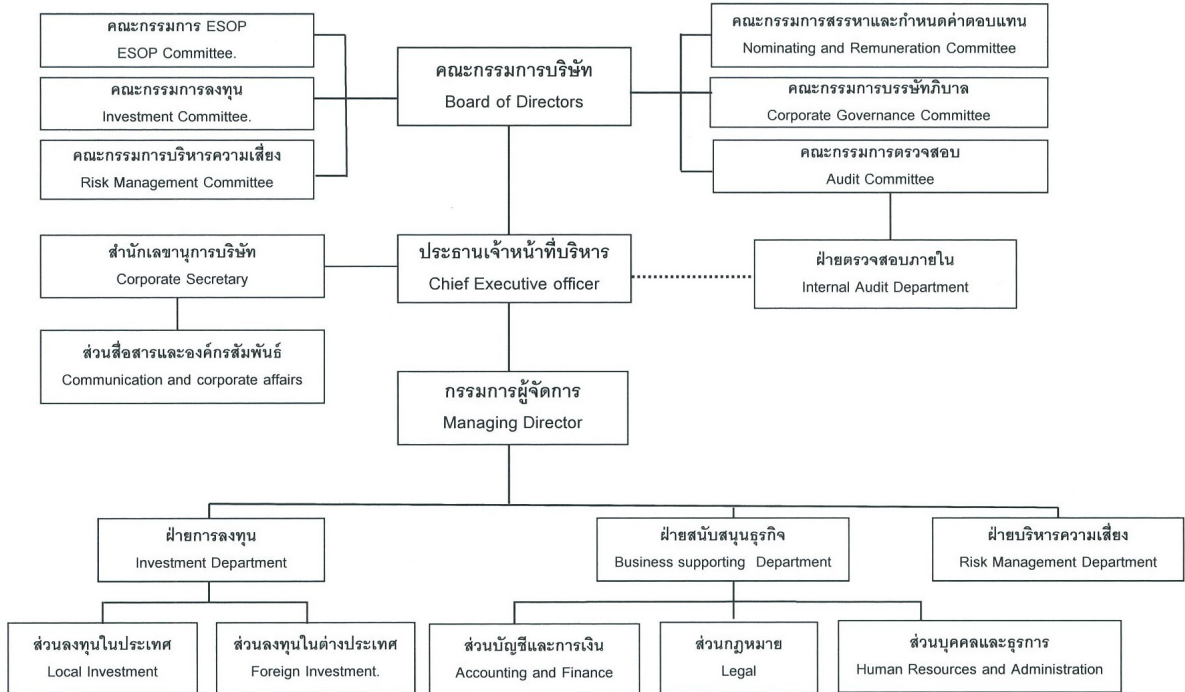 คณะกรรมการ ESOP
ESOP Committee.
คณะกรรมการสรรหาและกำหนดค่าตอบแทน
Nominating and Remuneration Committee
คณะกรรมการบริษัท
Board of Directors
คณะกรรมการลงทุน
Investment Committee.
คณะกรรมการบรรษัทภิบาล
Corporate Governance Committee
คณะกรรมการบริหารความเสี่ยง
Risk Management Committee
คณะกรรมการตรวจสอบ
Audit Committee
สำนักเลขานุการบริษัท
Corporate Secretary
ประธานเจ้าหน้าที่บริหาร
Chief Executive officer
ฝ่ายตรวจสอบภายใน
Internal Audit Department
ส่วนสื่อสารและองค์กรสัมพันธ์
Communication and corporate affairs
กรรมการผู้จัดการ
Managing Director
ฝ่ายการลงทุน
Investment Department
ฝ่ายสนับสนุนธุรกิจ
Business supporting Department
ฝ่ายบริหารความเสี่ยง
Risk Management Department
ส่วนลงทุนในประเทศ
Local Investment
ส่วนลงทุนในต่างประเทศ
Foreign Investment.
ส่วนบัญชีและการเงิน
Accounting and Finance
ส่วนกฎหมาย
Legal
ส่วนบุคคลและธุรการ
Human Resources and Administration